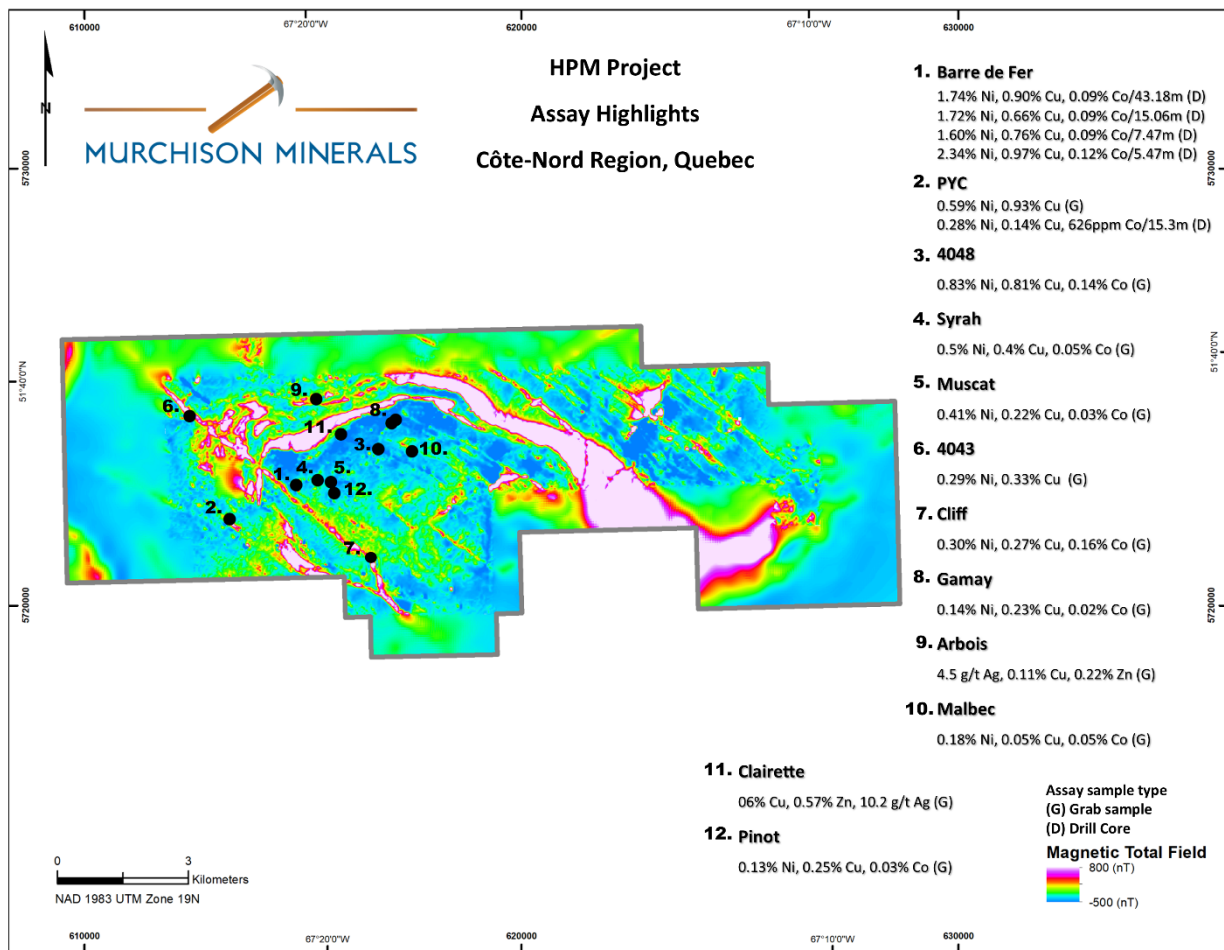 610000
67°20'0"W
620000
67°10'0"W
630000
N
MURCHISON MINERALS
HPM Project
Assay Highlights
Côte-Nord Region, Quebec
5730000
5730000
51°40'0"N
51°40'0"N
5720000
5720000
1. Barre de Fer
1.74% Ni, 0.90% Cu, 0.09% Co/43.18m (D)
1.72% Ni, 0.66% Cu, 0.09% Co/15.06m (D)
1.60% Ni, 0.76% Cu, 0.09% Co/7.47m (D)
2.34% Ni, 0.97% Cu, 0.12% Co/5.47m (D)
2. PYC
0.59% Ni, 0.93% Cu (G)
0.28% Ni, 0.14% Cu, 626ppm Co/15.3m (D)
3. 4048
0.83% Ni, 0.81% Cu, 0.14% Co (G)
4. Syrah
0.5% Ni, 0.4% Cu, 0.05% Co (G)
5. Muscat
0.41% Ni, 0.22% Cu, 0.03% Co (G)
6. 4043
0.29% Ni, 0.33% Cu (G)
7. Cliff
0.30% Ni, 0.27% Cu, 0.16% Co (G)
8. Gamay
0.14% Ni, 0.23% Cu, 0.02% Co (G)
9. Arbois
4.5 g/t Ag, 0.11% Cu, 0.22% Zn (G)
10. Malbec
0.18% Ni, 0.05% Cu, 0.05% Co (G)
11. Clairette
06% Cu, 0.57% Zn, 10.2 g/t Ag (G)
12. Pinot
0.13% Ni, 0.25% Cu, 0.03% Co (G)
9.
6.
8.
11.
3.
10.
4.
5.
1.
12.
2.
7.
Assay sample type
(G) Grab sample
(D) Drill Core
Magnetic Total Field
800 (nT)
-500 (nT)
0 3
Kilometers
NAD 1983 UTM Zone 19N
610000
67°20'0"W
620000
67°10'0"W
630000